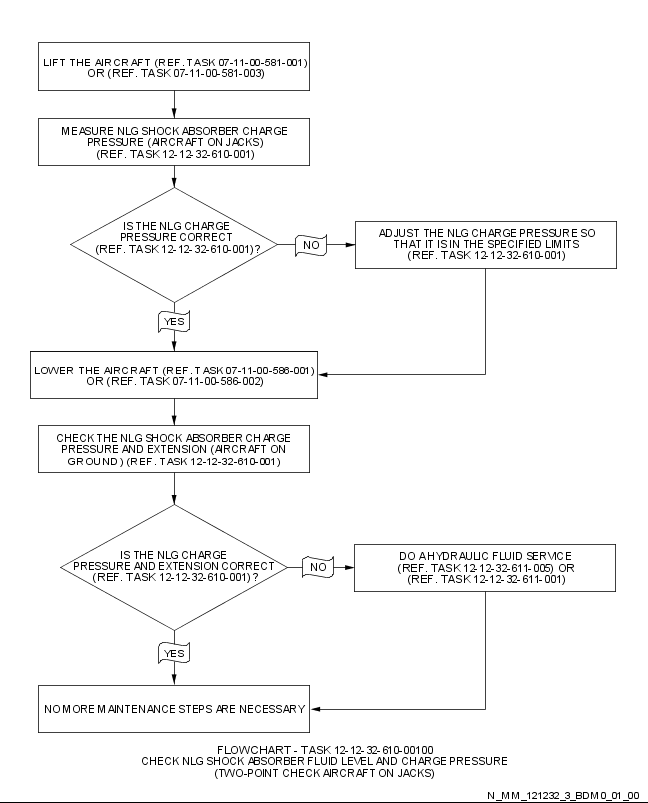 LIFT THE AIRCRAFT (REF. TASK 07-11-00-581-001)
OR (REF. TASK 07-11-00-581-003)
MEASURE NLG SHOCK ABSORBER CHARGE
PRESSURE (AIRCRAFT ON JACKS)
(REF. TASK 12-12-32-610-001)
IS THE NLG CHARGE
PRESSURE CORRECT
(REF. TASK 12-12-32-610-001)?
NO
ADJUST THE NLG CHARGE PRESSURE SO
THAT IT IS IN THE SPECIFIED LIMITS
(REF. TASK 12-12-32-610-001)
YES
LOWER THE AIRCRAFT (REF. TASK 07-11-00-586-001)
OR (REF. TASK 07-11-00-586-002)
CHECK THE NLG SHOCK ABSORBER CHARGE
PRESSURE AND EXTENSION (AIRCRAFT ON
GROUND) (REF. TASK 12-12-32-610-001)
IS THE NLG CHARGE
PRESSURE AND EXTENSION CORRECT
(REF. TASK 12-12-32-610-001)?
NO
DO A HYDRAULIC FLUID SERVICE
(REF. TASK 12-12-32-611-005) OR
(REF. TASK 12-12-32-611-001)
YES
NO MORE MAINTENANCE STEPS ARE NECESSARY
FLOWCHART - TASK 12-12-32-610-00100
CHECK NLG SHOCK ABSORBER FLUID LEVEL AND CHARGE PRESSURE
(TWO-POINT CHECK AIRCRAFT ON JACKS)
N_MM_121232_3_BDM0_01_00